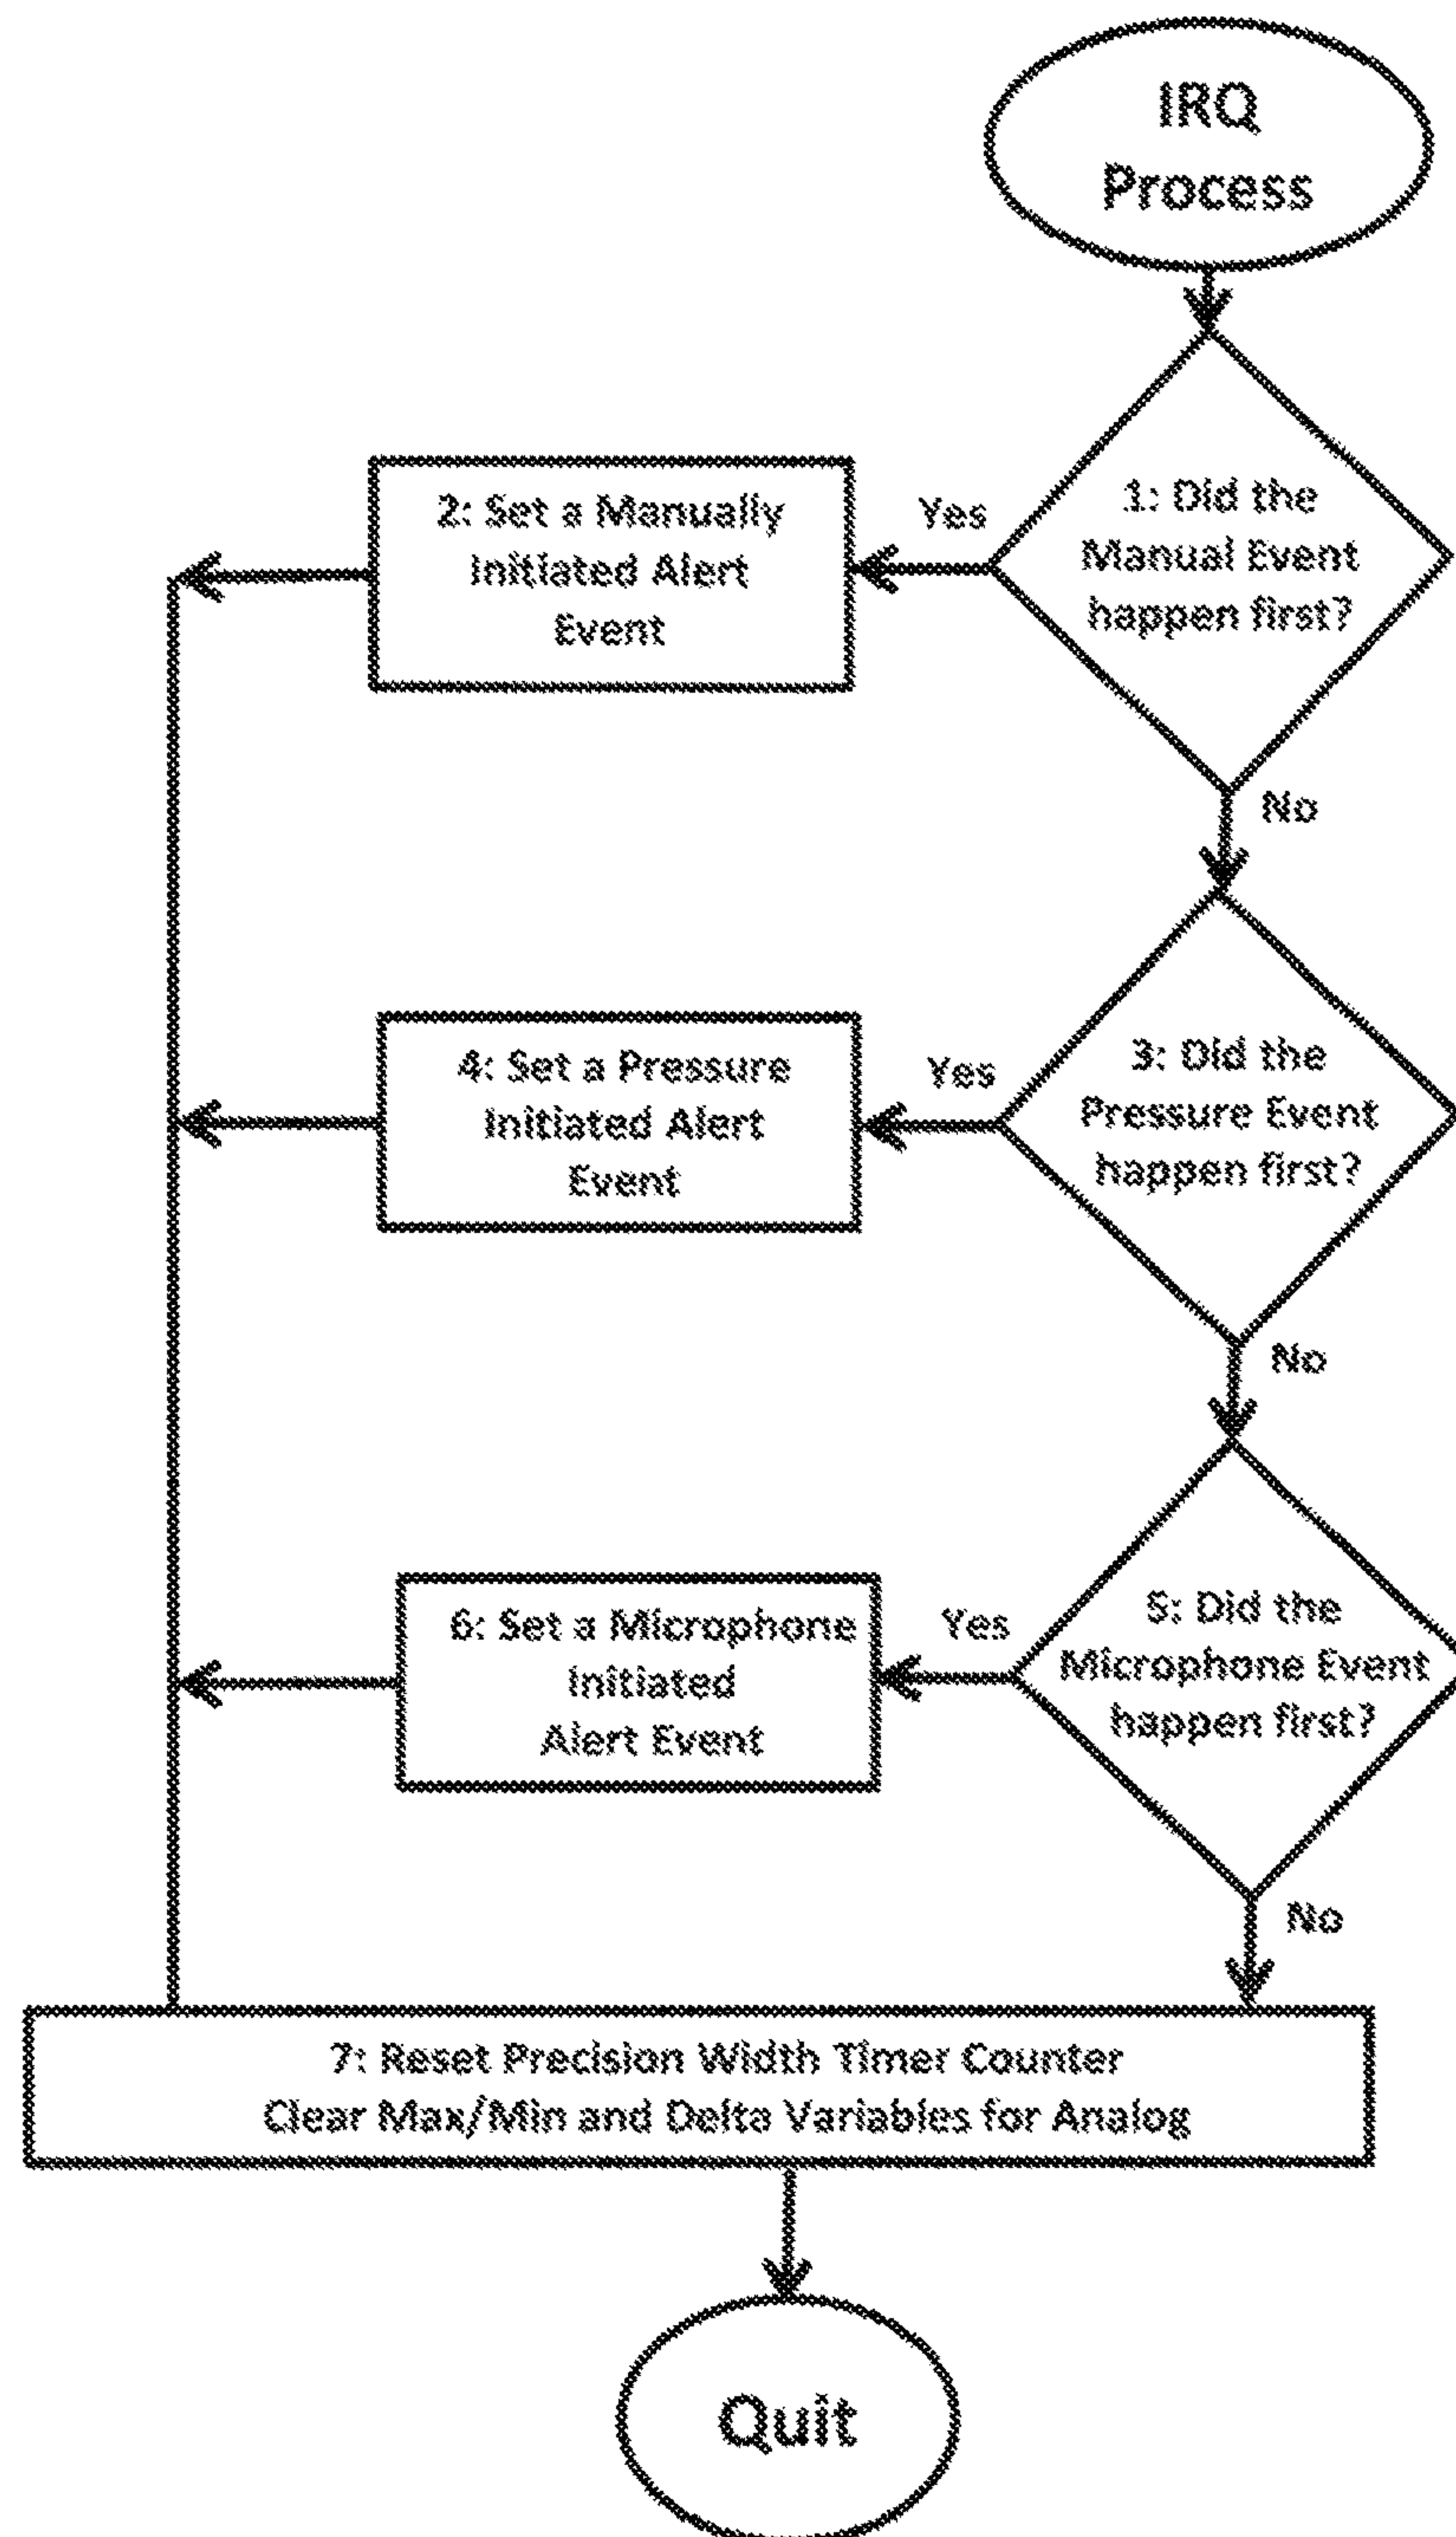 IRQ
Process
1: Did the
Manual Event
happen first?
Yes
2: Set a Manually
Initiated Alert
Event
No
3: Did the
Pressure Event
happen first?
Yes
4: Set a Pressure
Initiated Alert
Event
No
5: Did the
Microphone Event
happen first?
Yes
6: Set a Microphone
Initiated
Alert Event
No
7: Reset Precision Width Timer Counter
Clear Max/Min and Delta Variables for Analog
Quit